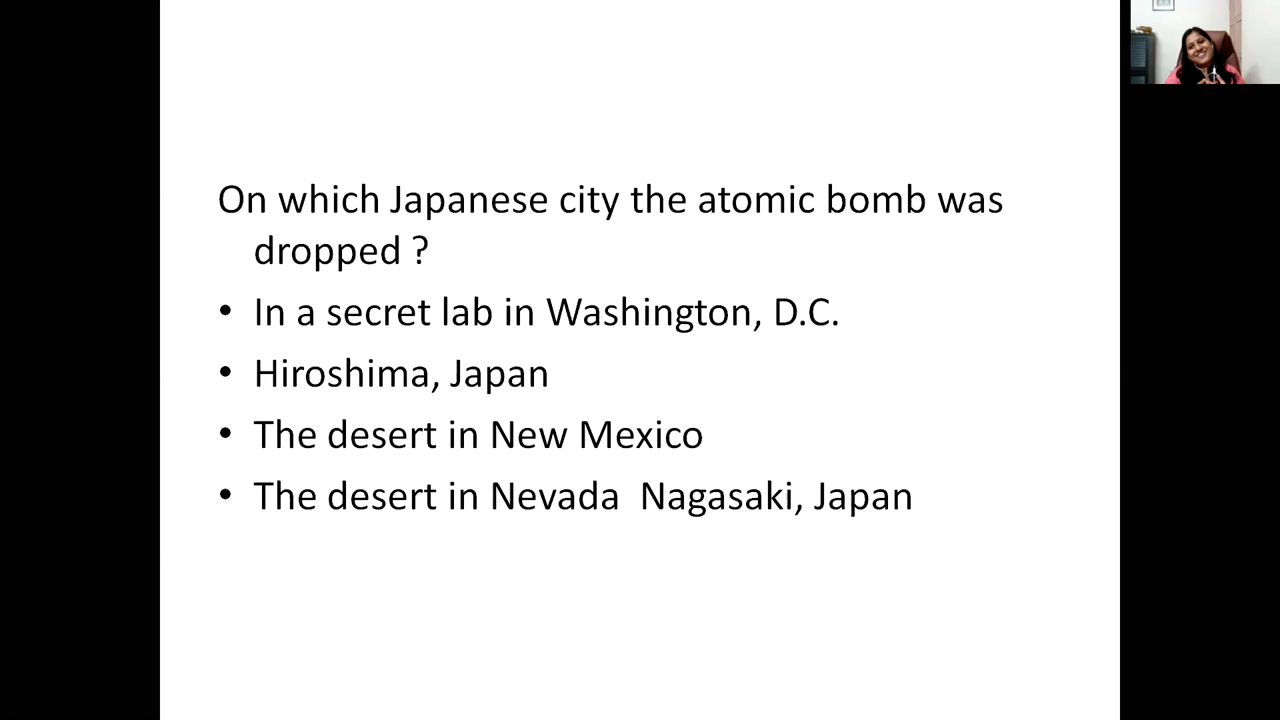 On which Japanese city the atomic bomb was
dropped ?
• In a secret lab in Washington, D.C.
• Hiroshima, Japan
• The desert in New Mexico
• The desert in Nevada  Nagasaki, Japan